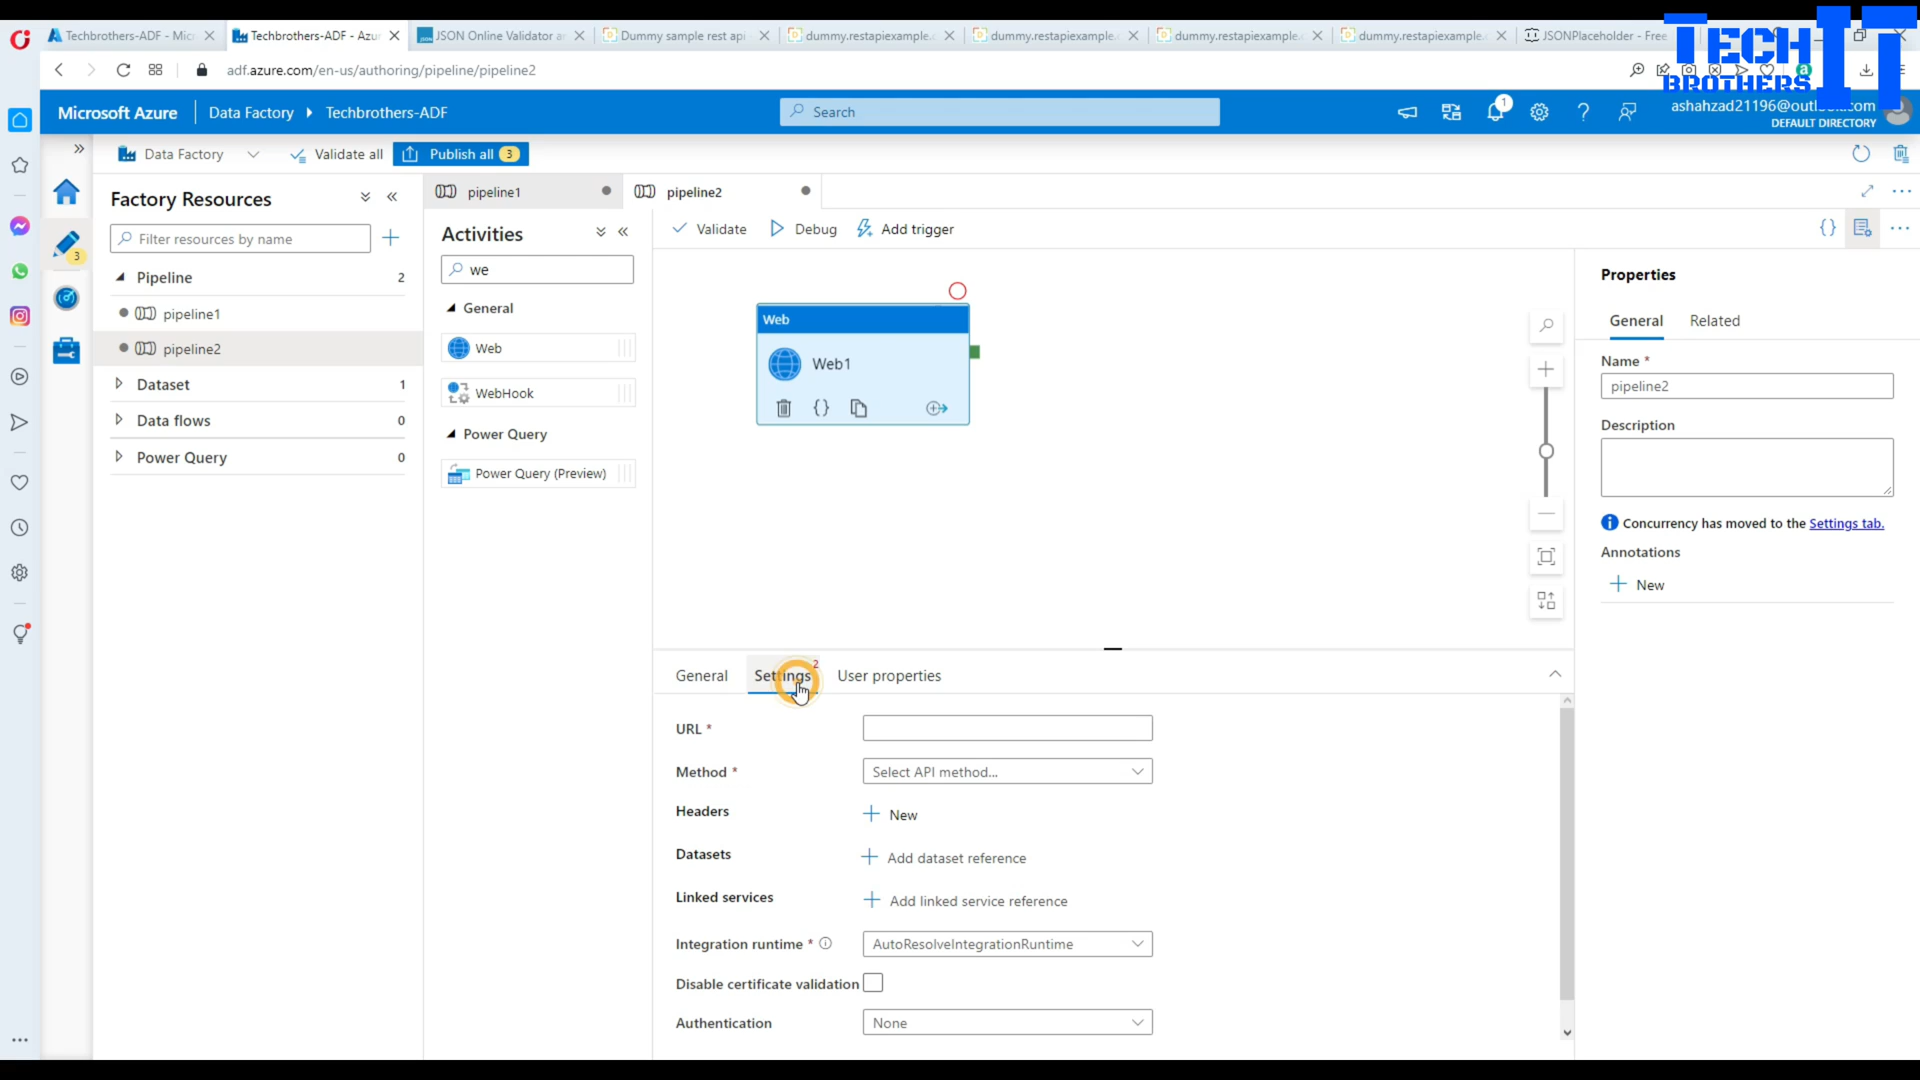 Techbrothers-ADF - Mic
Techbrothers-ADF - Azu
JSON Online Validator a
Dummy sample rest api
dummy.restapiexample.
dummy.restapiexample.
dummy.restapiexample.
dummy.restapiexample.
JSONPlaceholder - Free
TECH IT
BROTHERS
adf.azure.com/en-us/authoring/pipeline/pipeline2
Microsoft Azure
Data Factory
Techbrothers-ADF
Search
1
ashahzad21196@outlook.com
DEFAULT DIRECTORY
Data Factory
Validate all
Publish all 3
3
Factory Resources
Filter resources by name
Pipeline 2
pipeline1
pipeline2
Dataset 1
Data flows 0
Power Query 0
pipeline1
pipeline2
Activities
we
General
Web
WebHook
Power Query
Power Query (Preview)
Validate
Debug
Add trigger
Web
Web1
General
Settings 2
User properties
URL *
Method * Select API method...
Headers New
Datasets Add dataset reference
Linked services Add linked service reference
Integration runtime * AutoResolveIntegrationRuntime
Disable certificate validation
Authentication None
Properties
General Related
Name *
pipeline2
Description
Concurrency has moved to the Settings tab.
Annotations
New